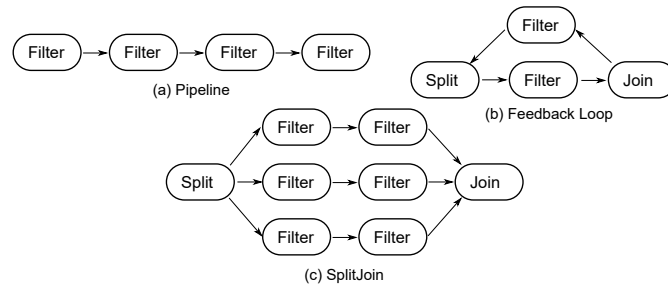 Filter Filter Filter Filter
(a) Pipeline
Filter
Split Filter Join
(b) Feedback Loop
Filter Filter
Split Filter Filter Join
Filter Filter
(c) SplitJoin